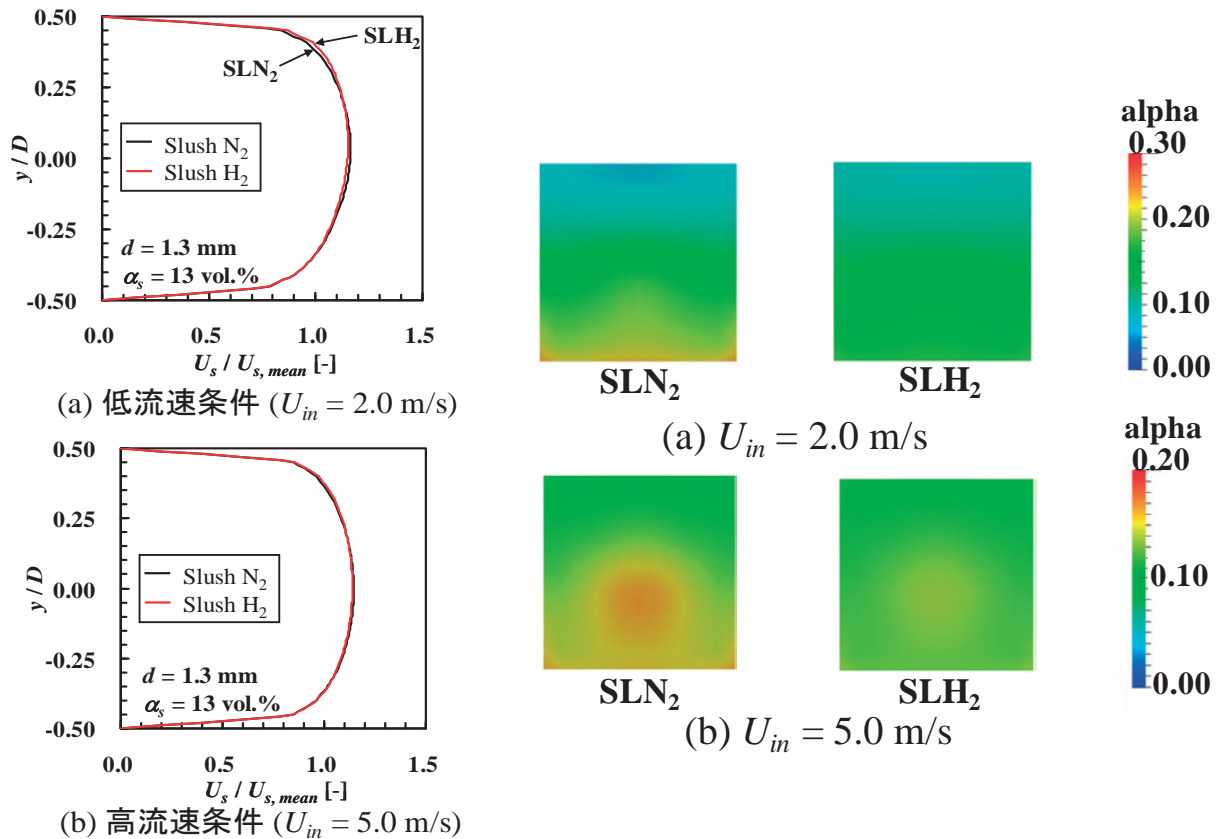 0.50
0.25
0.00
-0.25
-0.50
y / D
SLH2
SLN2
Slush N2
Slush H2
d = 1.3 mm
αs = 13 vol.%
0.0 0.5 1.0 1.5
Us / Us, mean [-]
(a) 低流速条件 (Uin = 2.0 m/s)
0.50
0.25
0.00
-0.25
-0.50
y / D
Slush N2
Slush H2
d = 1.3 mm
αs = 13 vol.%
0.0 0.5 1.0 1.5
Us / Us, mean [-]
(b) 高流速条件 (Uin = 5.0 m/s)
SLN2 SLH2
(a) Uin = 2.0 m/s
alpha
0.30
0.20
0.10
0.00
SLN2 SLH2
(b) Uin = 5.0 m/s
alpha
0.20
0.10
0.00